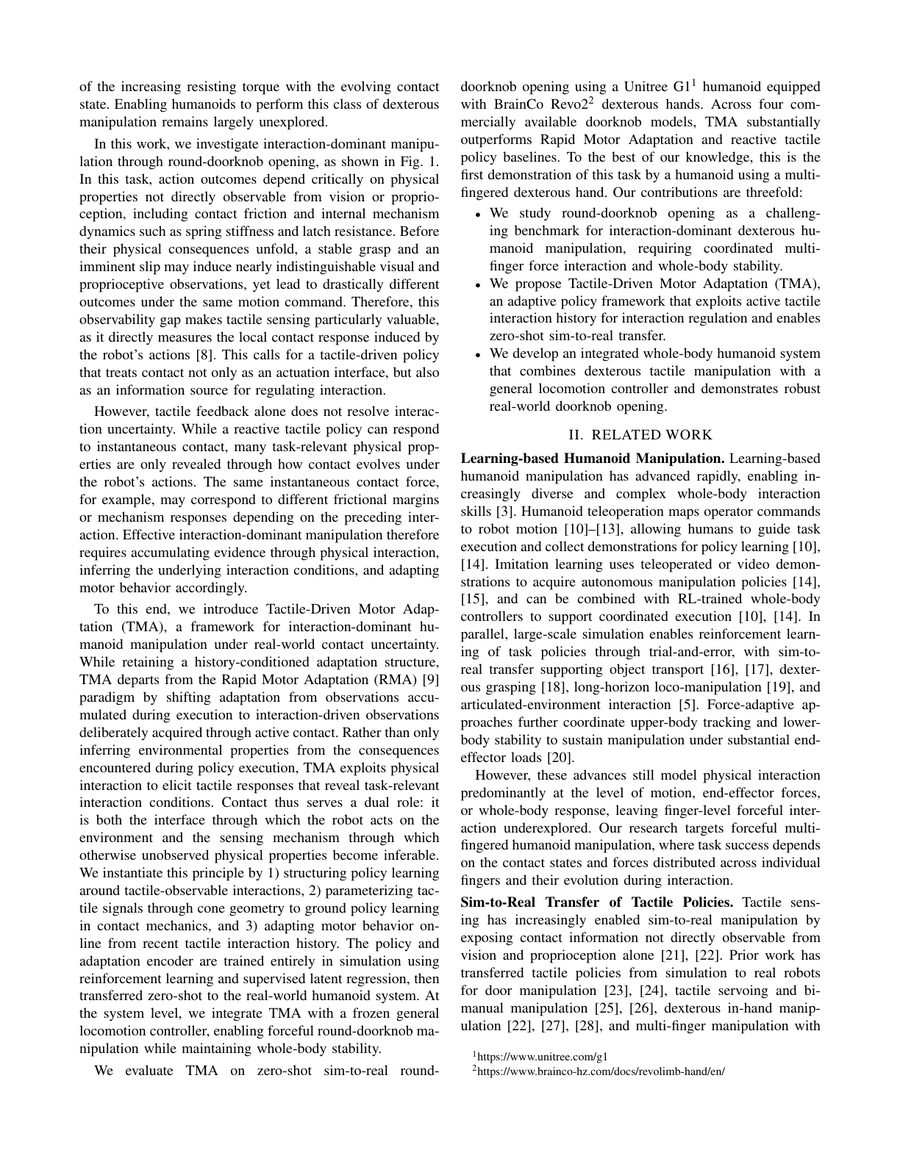 of the increasing resisting torque with the evolving contact
state. Enabling humanoids to perform this class of dexterous
manipulation remains largely unexplored.
In this work, we investigate interaction-dominant manipu-
lation through round-doorknob opening, as shown in Fig. 1.
In this task, action outcomes depend critically on physical
properties not directly observable from vision or proprio-
ception, including contact friction and internal mechanism
dynamics such as spring stiffness and latch resistance. Before
their physical consequences unfold, a stable grasp and an
imminent slip may induce nearly indistinguishable visual and
proprioceptive observations, yet lead to drastically different
outcomes under the same motion command. Therefore, this
observability gap makes tactile sensing particularly valuable,
as it directly measures the local contact response induced by
the robot's actions [8]. This calls for a tactile-driven policy
that treats contact not only as an actuation interface, but also
as an information source for regulating interaction.
However, tactile feedback alone does not resolve interac-
tion uncertainty. While a reactive tactile policy can respond
to instantaneous contact, many task-relevant physical prop-
erties are only revealed through how contact evolves under
the robot's actions. The same instantaneous contact force,
for example, may correspond to different frictional margins
or mechanism responses depending on the preceding inter-
action. Effective interaction-dominant manipulation therefore
requires accumulating evidence through physical interaction,
inferring the underlying interaction conditions, and adapting
motor behavior accordingly.
To this end, we introduce Tactile-Driven Motor Adap-
tation (TMA), a framework for interaction-dominant hu-
manoid manipulation under real-world contact uncertainty.
While retaining a history-conditioned adaptation structure,
TMA departs from the Rapid Motor Adaptation (RMA) [9]
paradigm by shifting adaptation from observations accu-
mulated during execution to interaction-driven observations
deliberately acquired through active contact. Rather than only
inferring environmental properties from the consequences
encountered during policy execution, TMA exploits physical
interaction to elicit tactile responses that reveal task-relevant
interaction conditions. Contact thus serves a dual role: it
is both the interface through which the robot acts on the
environment and the sensing mechanism through which
otherwise unobserved physical properties become inferable.
We instantiate this principle by 1) structuring policy learning
around tactile-observable interactions, 2) parameterizing tac-
tile signals through cone geometry to ground policy learning
in contact mechanics, and 3) adapting motor behavior on-
line from recent tactile interaction history. The policy and
adaptation encoder are trained entirely in simulation using
reinforcement learning and supervised latent regression, then
transferred zero-shot to the real-world humanoid system. At
the system level, we integrate TMA with a frozen general
locomotion controller, enabling forceful round-doorknob ma-
nipulation while maintaining whole-body stability.
We evaluate TMA on zero-shot sim-to-real round-
doorknob opening using a Unitree G1¹ humanoid equipped
with BrainCo Revo2² dexterous hands. Across four com-
mercially available doorknob models, TMA substantially
outperforms Rapid Motor Adaptation and reactive tactile
policy baselines. To the best of our knowledge, this is the
first demonstration of this task by a humanoid using a multi-
fingered dexterous hand. Our contributions are threefold:
• We study round-doorknob opening as a challeng-
ing benchmark for interaction-dominant dexterous hu-
manoid manipulation, requiring coordinated multi-
finger force interaction and whole-body stability.
• We propose Tactile-Driven Motor Adaptation (TMA),
an adaptive policy framework that exploits active tactile
interaction history for interaction regulation and enables
zero-shot sim-to-real transfer.
• We develop an integrated whole-body humanoid system
that combines dexterous tactile manipulation with a
general locomotion controller and demonstrates robust
real-world doorknob opening.
II. RELATED WORK
Learning-based Humanoid Manipulation. Learning-based
humanoid manipulation has advanced rapidly, enabling in-
creasingly diverse and complex whole-body interaction
skills [3]. Humanoid teleoperation maps operator commands
to robot motion [10]–[13], allowing humans to guide task
execution and collect demonstrations for policy learning [10],
[14]. Imitation learning uses teleoperated or video demon-
strations to acquire autonomous manipulation policies [14],
[15], and can be combined with RL-trained whole-body
controllers to support coordinated execution [10], [14]. In
parallel, large-scale simulation enables reinforcement learn-
ing of task policies through trial-and-error, with sim-to-
real transfer supporting object transport [16], [17], dexter-
ous grasping [18], long-horizon loco-manipulation [19], and
articulated-environment interaction [5]. Force-adaptive ap-
proaches further coordinate upper-body tracking and lower-
body stability to sustain manipulation under substantial end-
effector loads [20].
However, these advances still model physical interaction
predominantly at the level of motion, end-effector forces,
or whole-body response, leaving finger-level forceful inter-
action underexplored. Our research targets forceful multi-
fingered humanoid manipulation, where task success depends
on the contact states and forces distributed across individual
fingers and their evolution during interaction.
Sim-to-Real Transfer of Tactile Policies. Tactile sens-
ing has increasingly enabled sim-to-real manipulation by
exposing contact information not directly observable from
vision and proprioception alone [21], [22]. Prior work has
transferred tactile policies from simulation to real robots
for door manipulation [23], [24], tactile servoing and bi-
manual manipulation [25], [26], dexterous in-hand manip-
ulation [22], [27], [28], and multi-finger manipulation with
¹https://www.unitree.com/g1
²https://www.brainco-hz.com/docs/revolimb-hand/en/